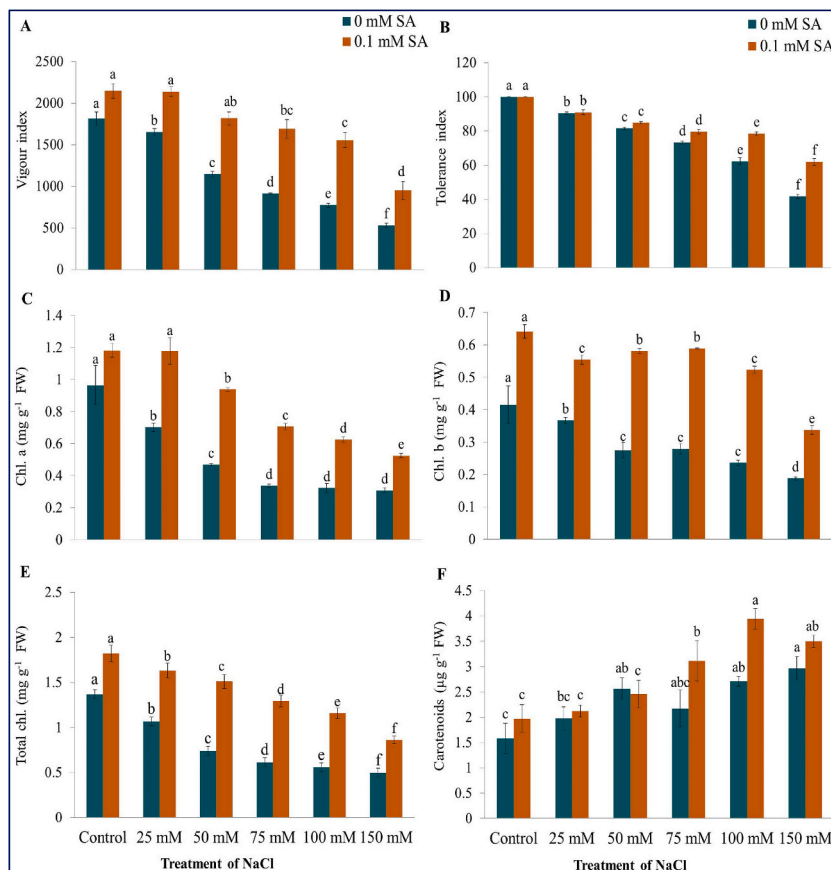 A
0 mM SA
0.1 mM SA
Vigour index
2500
2000
1500
1000
500
0
a a b a c ab d bc e c f d
B
0 mM SA
0.1 mM SA
Tolerance index
120
100
80
60
40
20
0
a a b b c c d d e e f f
C
Chl. a (mg g-1 FW)
1.4
1.2
1
0.8
0.6
0.4
0.2
0
a a b a c b d c d d d e
D
Chl. b (mg g-1 FW)
0.7
0.6
0.5
0.4
0.3
0.2
0.1
0
a a b c c b c b c c d e
E
Total chl. (mg g-1 FW)
2.5
2
1.5
1
0.5
0
a a b b c c d d e e f f
Control 25 mM 50 mM 75 mM 100 mM 150 mM
Treatment of NaCl
F
Carotenoids (µg g-1 FW)
4.5
4
3.5
3
2.5
2
1.5
1
0.5
0
c c bc c ab c abc b ab a a ab
Control 25 mM 50 mM 75 mM 100 mM 150 mM
Treatment of NaCl